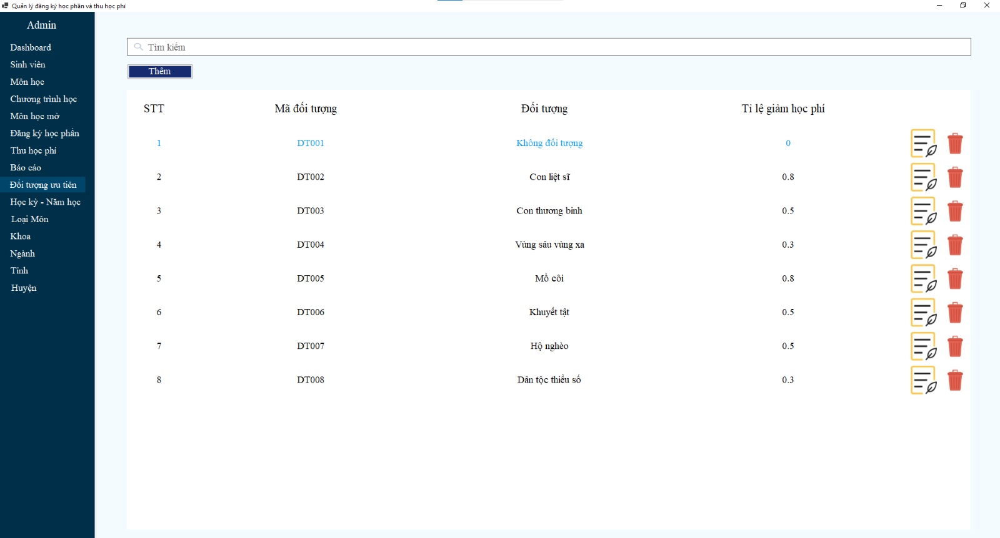 Quản lý đăng ký học phần và thu học phí
Admin
Dashboard
Sinh viên
Môn học
Chương trình học
Môn học mở
Đăng ký học phần
Thu học phí
Báo cáo
Đối tượng ưu tiên
Học kỳ - Năm học
Loại Môn
Khoa
Ngành
Tỉnh
Huyện
Tìm kiếm
Thêm
STT Mã đối tượng Đối tượng Tỉ lệ giảm học phí
1 DT001 Không đối tượng 0
2 DT002 Con liệt sĩ 0.8
3 DT003 Con thương binh 0.5
4 DT004 Vùng sâu vùng xa 0.3
5 DT005 Mồ côi 0.8
6 DT006 Khuyết tật 0.5
7 DT007 Hộ nghèo 0.5
8 DT008 Dân tộc thiểu số 0.3